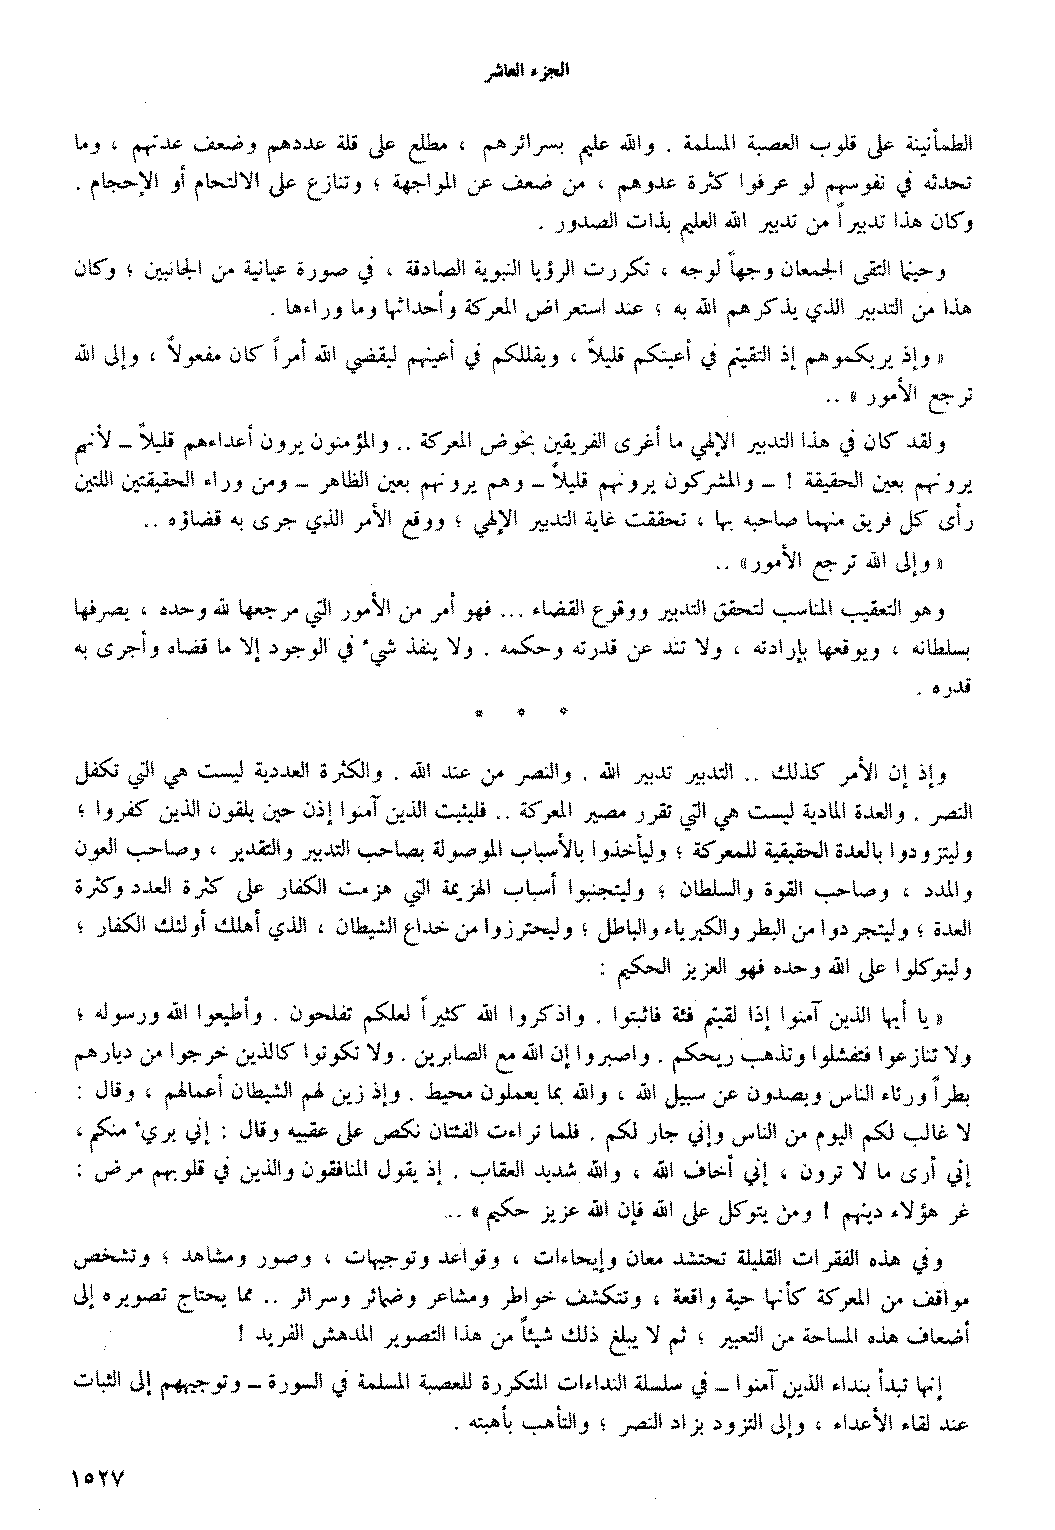 الجزء العاشر
الطمأنينة على قلوب العصبة المسلمة . والله عليم بسرائرهم ، مطلع على قلة عددهم وضعف عدتهم ، وما
تحدثه في نفوسهم لو عرفوا كثرة عدوهم ، من ضعف عن المواجهة ؛ وتنازع على الالتحام أو الإحجام .
وكان هذا تدبيراً من تدبير الله العليم بذات الصدور .
وحينما التقى الجمعان وجهاً لوجه ، تكررت الرؤيا النبوية الصادقة ، في صورة عيانية من الجانبين ؛ وكان
هذا من التدبير الذي يذكرهم الله به ؛ عند استعراض المعركة وأحداثها وما وراءها .
« وإذ يريكموهم إذ التقيتم في أعينكم قليلاً ، ويقللكم في أعينهم ليقضي الله أمراً كان مفعولاً ، وإلى الله
ترجع الأمور » ..
ولقد كان في هذا التدبير الإلهي ما أغرى الفريقين بخوض المعركة .. والمؤمنون يرون أعداءهم قليلاً – لأنهم
يرونهم بعين الحقيقة ! – والمشركون يرونهم قليلاً – وهم يرونهم بعين الظاهر – ومن وراء الحقيقتين اللتين
رأى كل فريق منهما صاحبه بها ، تحققت غاية التدبير الإلهي ؛ ووقع الأمر الذي جرى به قضاؤه ..
« وإلى الله ترجع الأمور» ..
وهو التعقيب المناسب لتحقق التدبير ووقوع القضاء ... فهو أمر من الأمور التي مرجعها لله وحده ، يصرفها
بسلطانه ، ويوقعها بإرادته ، ولا تند عن قدرته وحكمه . ولا ينفذ شيء في الوجود إلا ما قضاه وأجرى به
قدره .
* * *
وإذ إن الأمر كذلك .. التدبير تدبير الله . والنصر من عند الله . والكثرة العددية ليست هي التي تكفل
النصر . والعدة المادية ليست هي التي تقرر مصير المعركة .. فليثبت الذين آمنوا إذن حين يلقون الذين كفروا ؛
وليتزودوا بالعدة الحقيقية للمعركة ؛ وليأخذوا بالأسباب الموصولة بصاحب التدبير والتقدير ، وصاحب العون
والمدد ، وصاحب القوة والسلطان ؛ وليتجنبوا أسباب الهزيمة التي هزمت الكفار على كثرة العدد وكثرة
العدة ؛ وليتجردوا من البطر والكبرياء والباطل ؛ وليحترزوا من خداع الشيطان ، الذي أهلك أولئك الكفار ؛
وليتوكلوا على الله وحده فهو العزيز الحكيم :
« يا أيها الذين آمنوا إذا لقيتم فئة فاثبتوا . واذكروا الله كثيراً لعلكم تفلحون . وأطيعوا الله ورسوله ؛
ولا تنازعوا فتفشلوا وتذهب ريحكم . واصبروا إن الله مع الصابرين . ولا تكونوا كالذين خرجوا من ديارهم
بطراً ورئاء الناس ويصدون عن سبيل الله ، والله بما يعملون محيط . وإذ زين لهم الشيطان أعمالهم ، وقال :
لا غالب لكم اليوم من الناس وإني جار لكم . فلما تراءت الفئتان نكص على عقبيه وقال : إني بريء منكم ،
إني أرى ما لا ترون ، إني أخاف الله ، والله شديد العقاب . إذ يقول المنافقون والذين في قلوبهم مرض :
غر هؤلاء دينهم ! ومن يتوكل على الله فإن الله عزيز حكيم » ...
وفي هذه الفقرات القليلة تحتشد معان وإيحاءات ، وقواعد وتوجيهات ، وصور ومشاهد ؛ وتشخص
مواقف من المعركة كأنها حية واقعة ، وتتكشف خواطر ومشاعر وضمائر وسرائر .. مما يحتاج تصويره إلى
أضعاف هذه المساحة من التعبير ؛ ثم لا يبلغ ذلك شيئاً من هذا التصوير المدهش الفريد !
إنها تبدأ بنداء الذين آمنوا – في سلسلة النداءات المتكررة للعصبة المسلمة في السورة – وتوجيههم إلى الثبات
عند لقاء الأعداء ، وإلى التزود بزاد النصر ؛ والتأهب بأهبته .
١٥٢٧